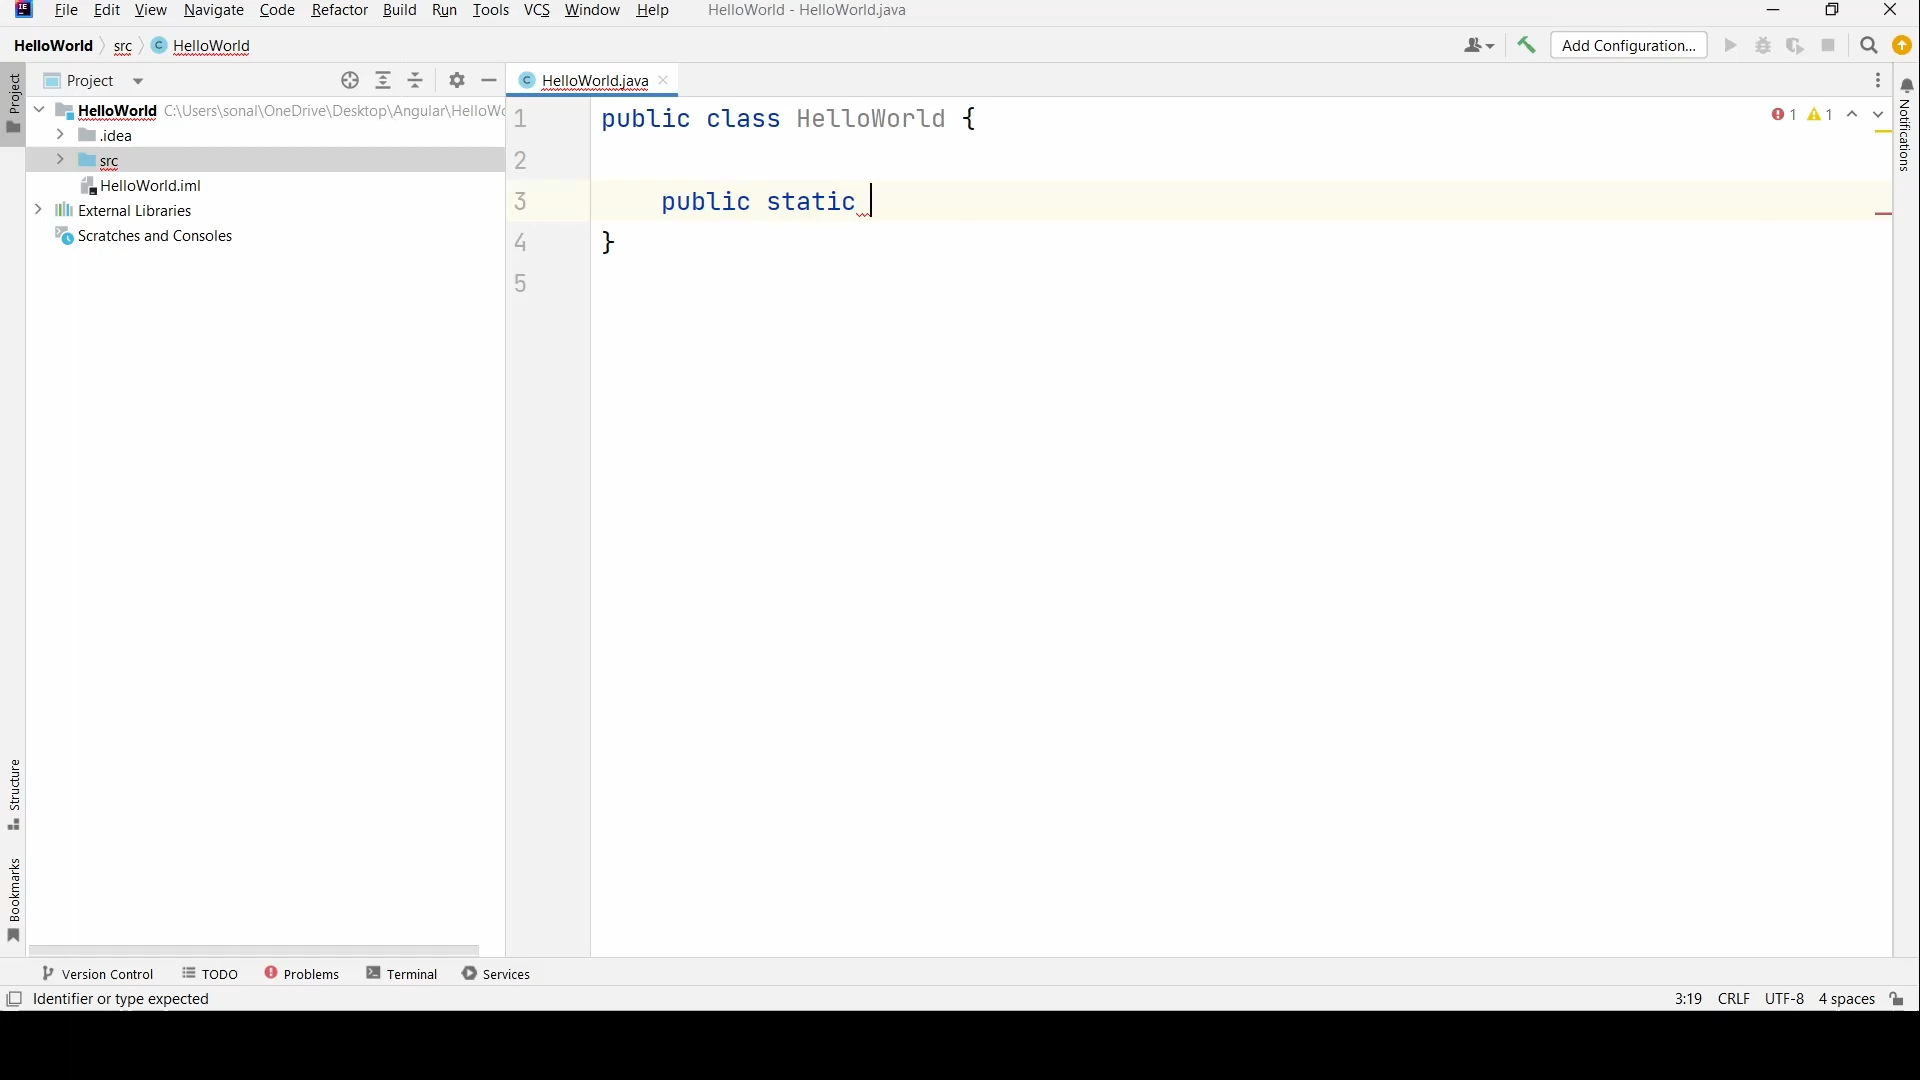 File Edit View Navigate Code Refactor Build Run Tools VCS Window Help HelloWorld - HelloWorld.java
HelloWorld src C HelloWorld Add Configuration...
Project
Project
C HelloWorld.java
HelloWorld C:\Users\sonal\OneDrive\Desktop\Angular\HelloWo
.idea
src
HelloWorld.iml
External Libraries
Scratches and Consoles
1 public class HelloWorld {
2
3 public static
4 }
5
1 1
Notifications
Structure
Bookmarks
Version Control TODO Problems Terminal Services
Identifier or type expected 3:19 CRLF UTF-8 4 spaces